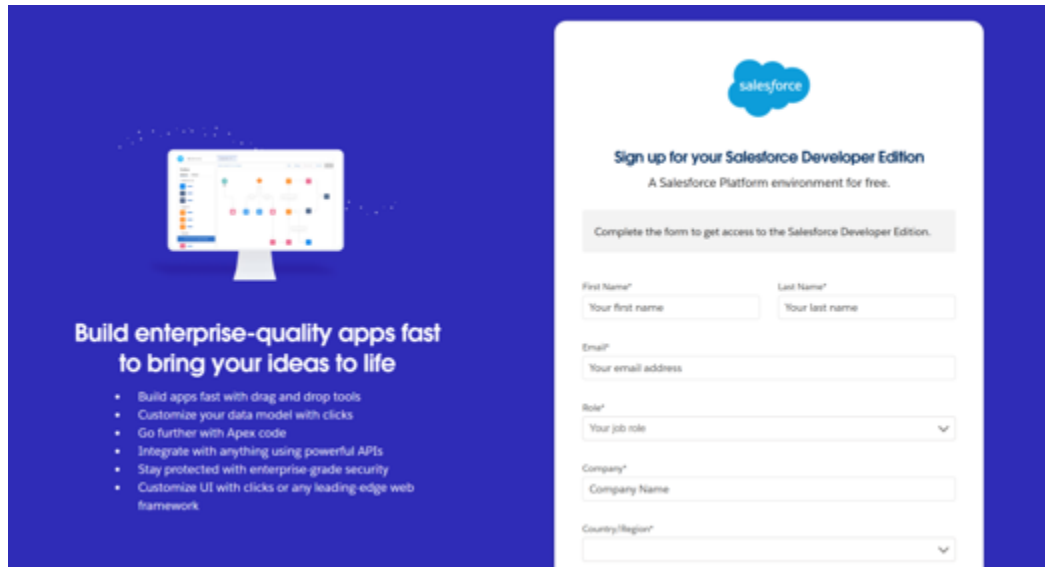 Build enterprise-quality apps fast
to bring your ideas to life
• Build apps fast with drag and drop tools
• Customize your data model with clicks
• Go further with Apex code
• Integrate with anything using powerful APIs
• Stay protected with enterprise-grade security
• Customize UI with clicks or any leading-edge web
framework
salesforce
Sign up for your Salesforce Developer Edition
A Salesforce Platform environment for free.
Complete the form to get access to the Salesforce Developer Edition.
First Name* Last Name*
Your first name Your last name
Email*
Your email address
Role*
Your job role
Company*
Company Name
Country/Region*